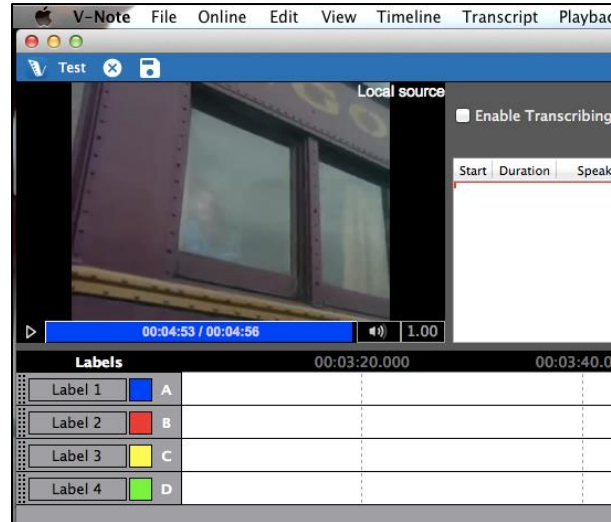 V-Note File Online Edit View Timeline Transcript Playbac
Test
Local source
Enable Transcribing
Start Duration Speak
00:04:53 / 00:04:56 1.00
Labels 00:03:20.000 00:03:40.0
Label 1 A
Label 2 B
Label 3 C
Label 4 D